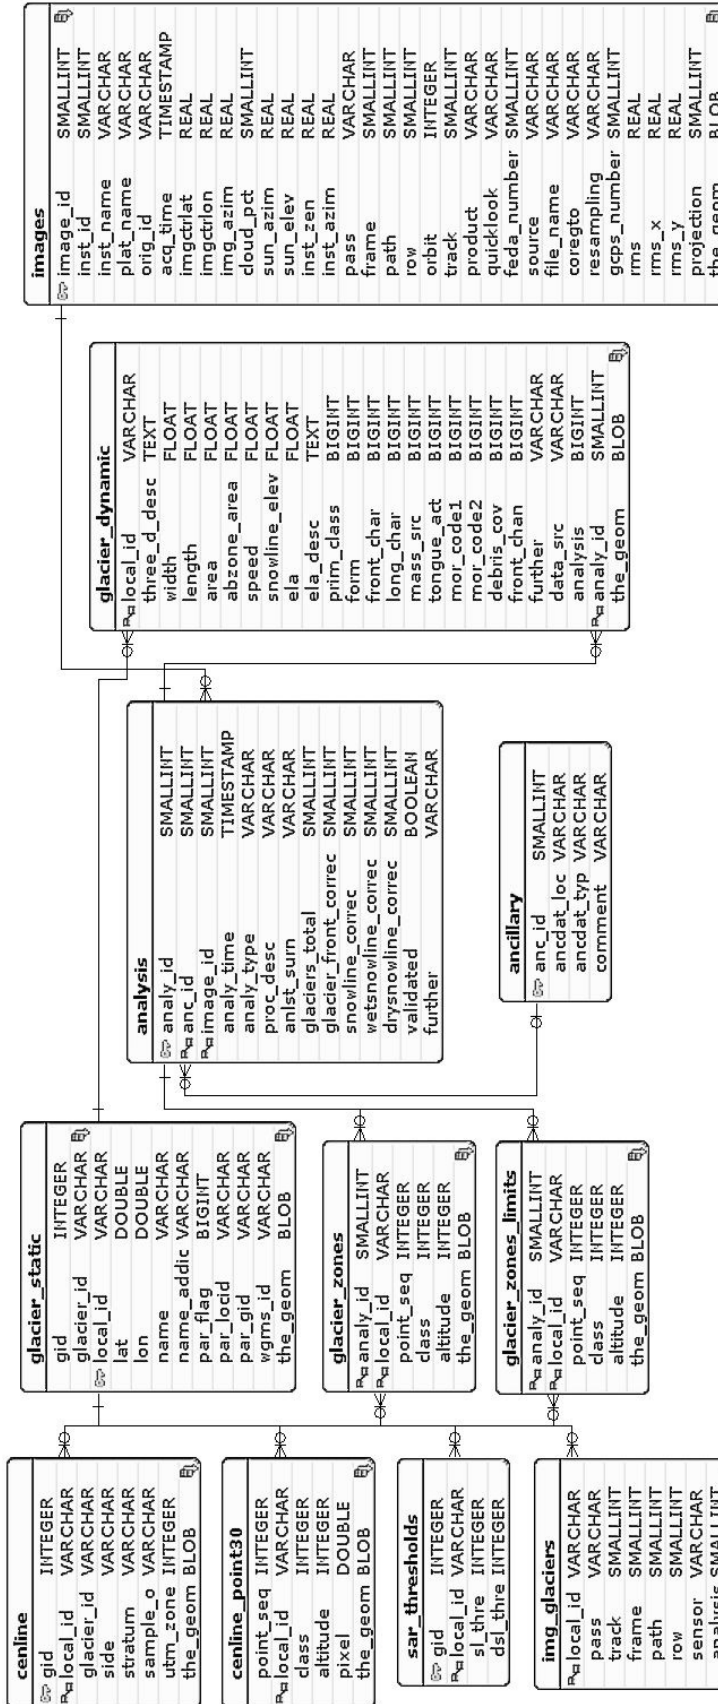 cenline
gid INTEGER
local_id VARCHAR
glacier_id VARCHAR
side VARCHAR
stratum VARCHAR
sample_o VARCHAR
utm_zone INTEGER
the_geom BLOB
cenline_point30
point_seq INTEGER
local_id VARCHAR
class INTEGER
altitude INTEGER
pixel DOUBLE
the_geom BLOB
sar_thresholds
gid INTEGER
local_id VARCHAR
sl_thre INTEGER
dsl_thre INTEGER
img_glaciers
local_id VARCHAR
pass VARCHAR
track SMALLINT
frame SMALLINT
path SMALLINT
row SMALLINT
sensor VARCHAR
analysis SMALLINT
glacier_static
gid INTEGER
glacier_id VARCHAR
local_id VARCHAR
lat DOUBLE
lon DOUBLE
name VARCHAR
name_addic VARCHAR
par_flag BIGINT
par_locid VARCHAR
par_gid VARCHAR
wgms_id VARCHAR
the_geom BLOB
glacier_zones
analy_id SMALLINT
local_id VARCHAR
point_seq INTEGER
class INTEGER
altitude INTEGER
the_geom BLOB
glacier_zones_limits
analy_id SMALLINT
local_id VARCHAR
point_seq INTEGER
class INTEGER
altitude INTEGER
the_geom BLOB
analysis
analy_id SMALLINT
anc_id SMALLINT
image_id SMALLINT
analy_time TIMESTAMP
analy_type VARCHAR
proc_desc VARCHAR
anlst_surn VARCHAR
glaciers_total SMALLINT
glacier_front_correc SMALLINT
snowline_correc SMALLINT
wetsnowline_correc SMALLINT
drysnowline_correc SMALLINT
validated BOOLEAN
further VARCHAR
ancillary
anc_id SMALLINT
ancdat_loc VARCHAR
ancdat_typ VARCHAR
comment VARCHAR
glacier_dynamic
local_id VARCHAR
three_d_desc TEXT
width FLOAT
length FLOAT
area FLOAT
abzone_area FLOAT
speed FLOAT
snowline_elev FLOAT
ela FLOAT
ela_desc TEXT
prim_class BIGINT
form BIGINT
front_char BIGINT
long_char BIGINT
mass_src BIGINT
tongue_act BIGINT
mor_code1 BIGINT
mor_code2 BIGINT
debris_cov BIGINT
front_chan BIGINT
further VARCHAR
data_src VARCHAR
analysis BIGINT
analy_id SMALLINT
the_geom BLOB
images
image_id SMALLINT
inst_id SMALLINT
inst_name VARCHAR
plat_name VARCHAR
orig_id VARCHAR
acq_time TIMESTAMP
imgctrlat REAL
imgctrlon REAL
img_azim REAL
cloud_pct SMALLINT
sun_azim REAL
sun_elev REAL
inst_zen REAL
inst_azim REAL
pass VARCHAR
frame SMALLINT
path SMALLINT
row SMALLINT
orbit INTEGER
track SMALLINT
product VARCHAR
quicklook VARCHAR
feda_number SMALLINT
source VARCHAR
file_name VARCHAR
coregto VARCHAR
resampling VARCHAR
gcps_number SMALLINT
rms REAL
rms_x REAL
rms_y REAL
projection SMALLINT
the_geom BLOB